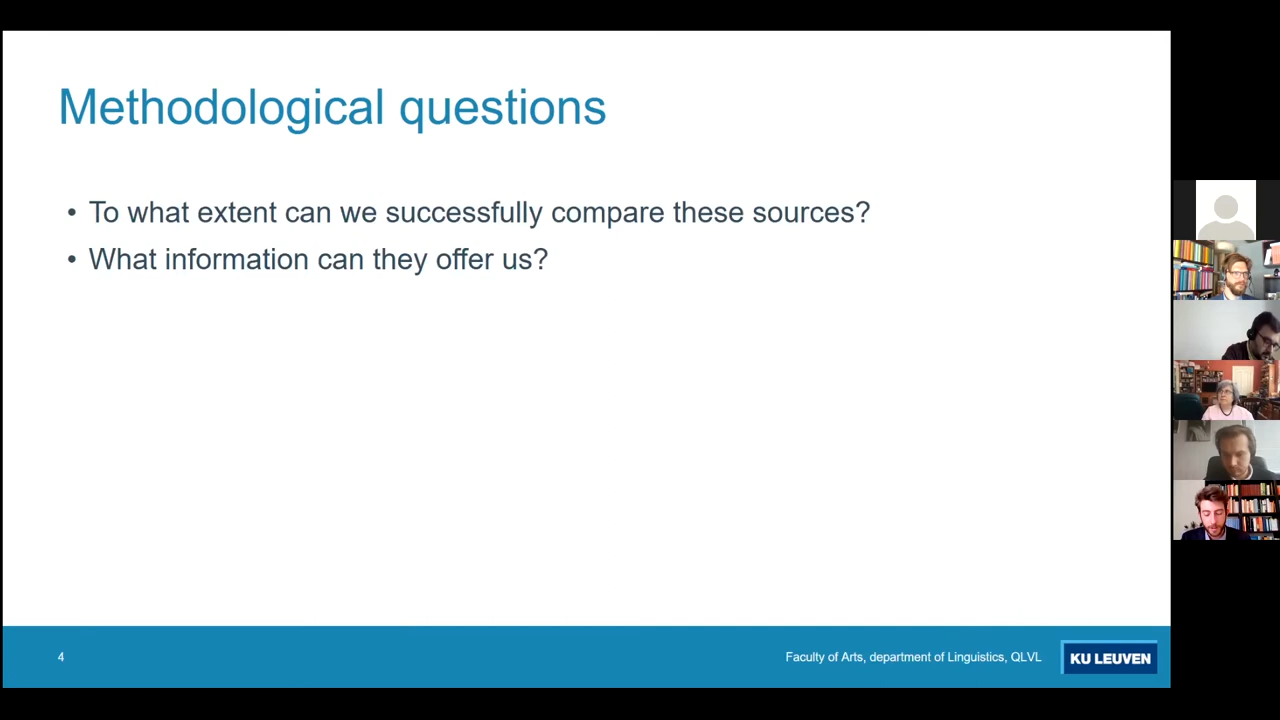 Methodological questions
• To what extent can we successfully compare these sources?
• What information can they offer us?
4
Faculty of Arts, department of Linguistics, QLVL
KU LEUVEN